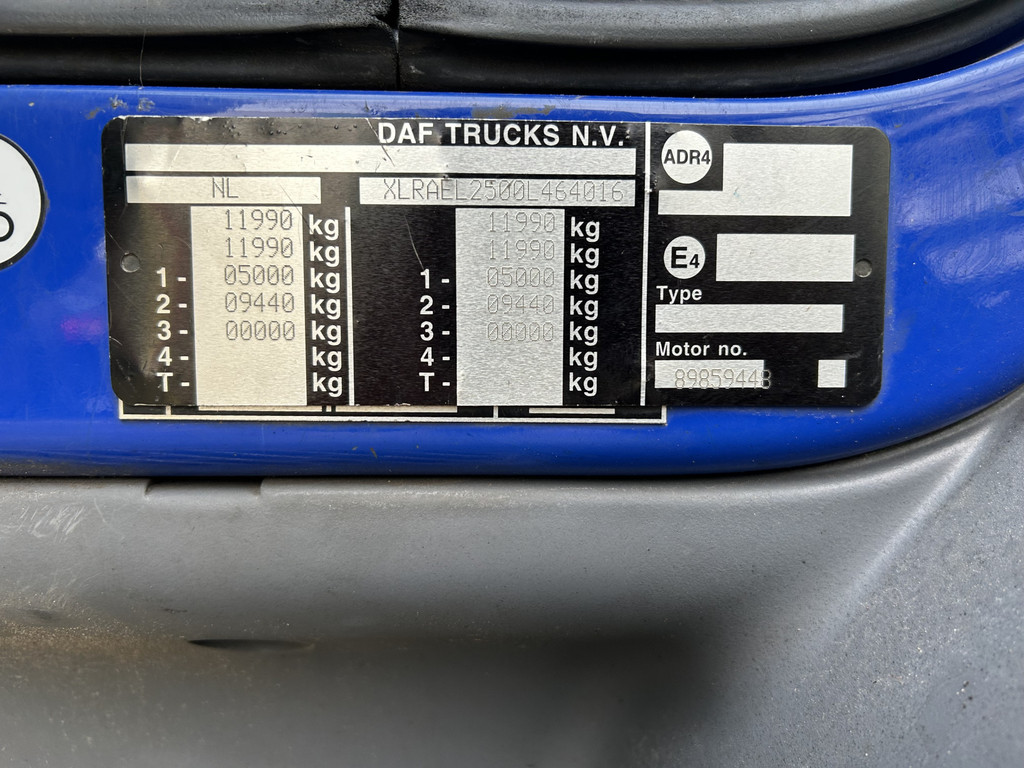 DAF TRUCKS N.V.
NL XLRAEL2500L464016
11990 kg 11990 kg
11990 kg 11990 kg
1- 05000 kg 1- 05000 kg
2- 09440 kg 2- 09440 kg
3- 00000 kg 3- 00000 kg
4- kg 4- kg
T- kg T- kg
ADR4
E4
Type
Motor no.
89859448